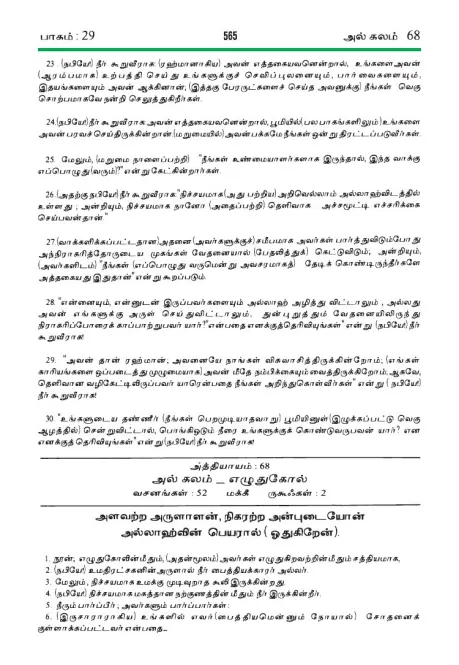 பாகம் : 29 565 அல் கலம் 68
23. (நபியே!) நீர் கூறுவீராக: (ரஹ்மானாகிய) அவன் எத்தகையவனென்றால், உங்களை அவன்
(ஆரம்பமாக) உற்பத்தி செய்து உங்களுக்குச் செவிப்புலனையும், பார்வைகளையும்,
இதயங்களையும் அவன் ஆக்கினான்; (இத்தகு பேரருட்களைச் செய்த அவனுக்கு) நீங்கள் வெகு
சொற்பமாகவே நன்றி செலுத்துகிறீர்கள்.
24.(நபியே!) நீர் கூறுவீராக: அவன் எத்தகையவனென்றால், பூமியில் (பல பாகங்களிலும்) உங்களை
அவன் பரவச் செய்திருக்கின்றான்; (மறுமையில்) அவன் பக்கமே நீங்கள் ஒன்று திரட்டப்படுவீர்கள்.
25. மேலும், (மறுமை நாளைப்பற்றி) "நீங்கள் உண்மையாளர்களாக இருந்தால், இந்த வாக்கு
எப்பொழுது (வரும்)?" என்று கேட்கின்றார்கள்.
26.(அதற்கு நபியே!) நீர் கூறுவீராக: "நிச்சயமாக (அது பற்றிய) அறிவெல்லாம் அல்லாஹ்விடத்தில்
உள்ளது ; அன்றியும், நிச்சயமாக நானோ (அதைப்பற்றி) தெளிவாக அச்சமூட்டி எச்சரிக்கை
செய்பவன்தான்"
27.(வாக்களிக்கப்பட்டதான) அதனை (அவர்களுக்குச்) சமீபமாக அவர்கள் பார்த்துவிடும்போது
அந்நிராகரித்தோருடைய முகங்கள் வேதனையால் (பேதலித்துக்) கெட்டுவிடும்; அன்றியும்,
(அவர்களிடம்) "நீங்கள் (எப்பொழுது வருமென்று அவசரமாகத்) தேடிக் கொண்டிருந்தீர்களே
அத்தகையது இதுதான்" என்று கூறப்படும்.
28. "என்னையும், என்னுடன் இருப்பவர்களையும் அல்லாஹ் அழித்து விட்டாலும் ; அல்லது
அவன் எங்களுக்கு அருள் செய்துவிட்டாலும், துன்புறுத்தும் வேதனையிலிருந்து
நிராகரிப்போரைக் காப்பாற்றுபவர் யார்?" என்பதை எனக்குத் தெரிவியுங்கள்" என்று (நபியே!) நீர்
கூறுவீராக!
29. "அவன் தான் ரஹ்மான்; அவனையே நாங்கள் விசுவாசித்திருக்கின்றோம்; (எங்கள்
காரியங்களை ஒப்படைத்து முழுமையாக) அவன் மீதே நம்பிக்கையும் வைத்திருக்கிறோம்; ஆகவே,
தெளிவான வழிகேட்டிலிருப்பவர் யாரென்பதை நீங்கள் அறிந்துகொள்வீர்கள்" என்று ( நபியே!)
நீர் கூறுவீராக!
30. "உங்களுடைய தண்ணீர் (நீங்கள் பெறமுடியாதவாறு) பூமியினுள் (இழுக்கப்பட்டு வெகு
ஆழத்தில்) சென்றுவிட்டால், பொங்கிஓடும் நீரை உங்களுக்குக் கொண்டுவருபவன் யார்? என
எனக்குத் தெரிவியுங்கள்" என்று (நபியே!) நீர் கூறுவீராக!
அத்தியாயம் : 68
அல் கலம் _ எழுதுகோல்
வசனங்கள் : 52 மக்கீ ருகூஃகள் : 2
அளவற்ற அருளாளன், நிகரற்ற அன்புடையோன்
அல்லாஹ்வின் பெயரால் ( ஓதுகிறேன்).
1. நூன்; எழுதுகோலின்மீதும், (அதன்மூலம்) அவர்கள் எழுதுகிறவற்றின்மீதும் சத்தியமாக,
2. (நபியே!) உமதிரட்சகனின் அருளால் நீர் பைத்தியக்காரர் அல்லர்.
3. மேலும் , நிச்சயமாக உமக்கு முடிவுறாத கூலி இருக்கின்றது.
4. (நபியே!) நிச்சயமாக மகத்தான நற்குணத்தின் மீதும் நீர் இருக்கின்றீர்.
5. நீரும் பார்ப்பீர் ; அவர்களும் பார்ப்பார்கள் :
6. (இருசாராராகிய) உங்களில் எவர் (பைத்தியமென்னும் நோயால்) சோதனைக்
குள்ளாக்கப்பட்டவர் என்பதை_